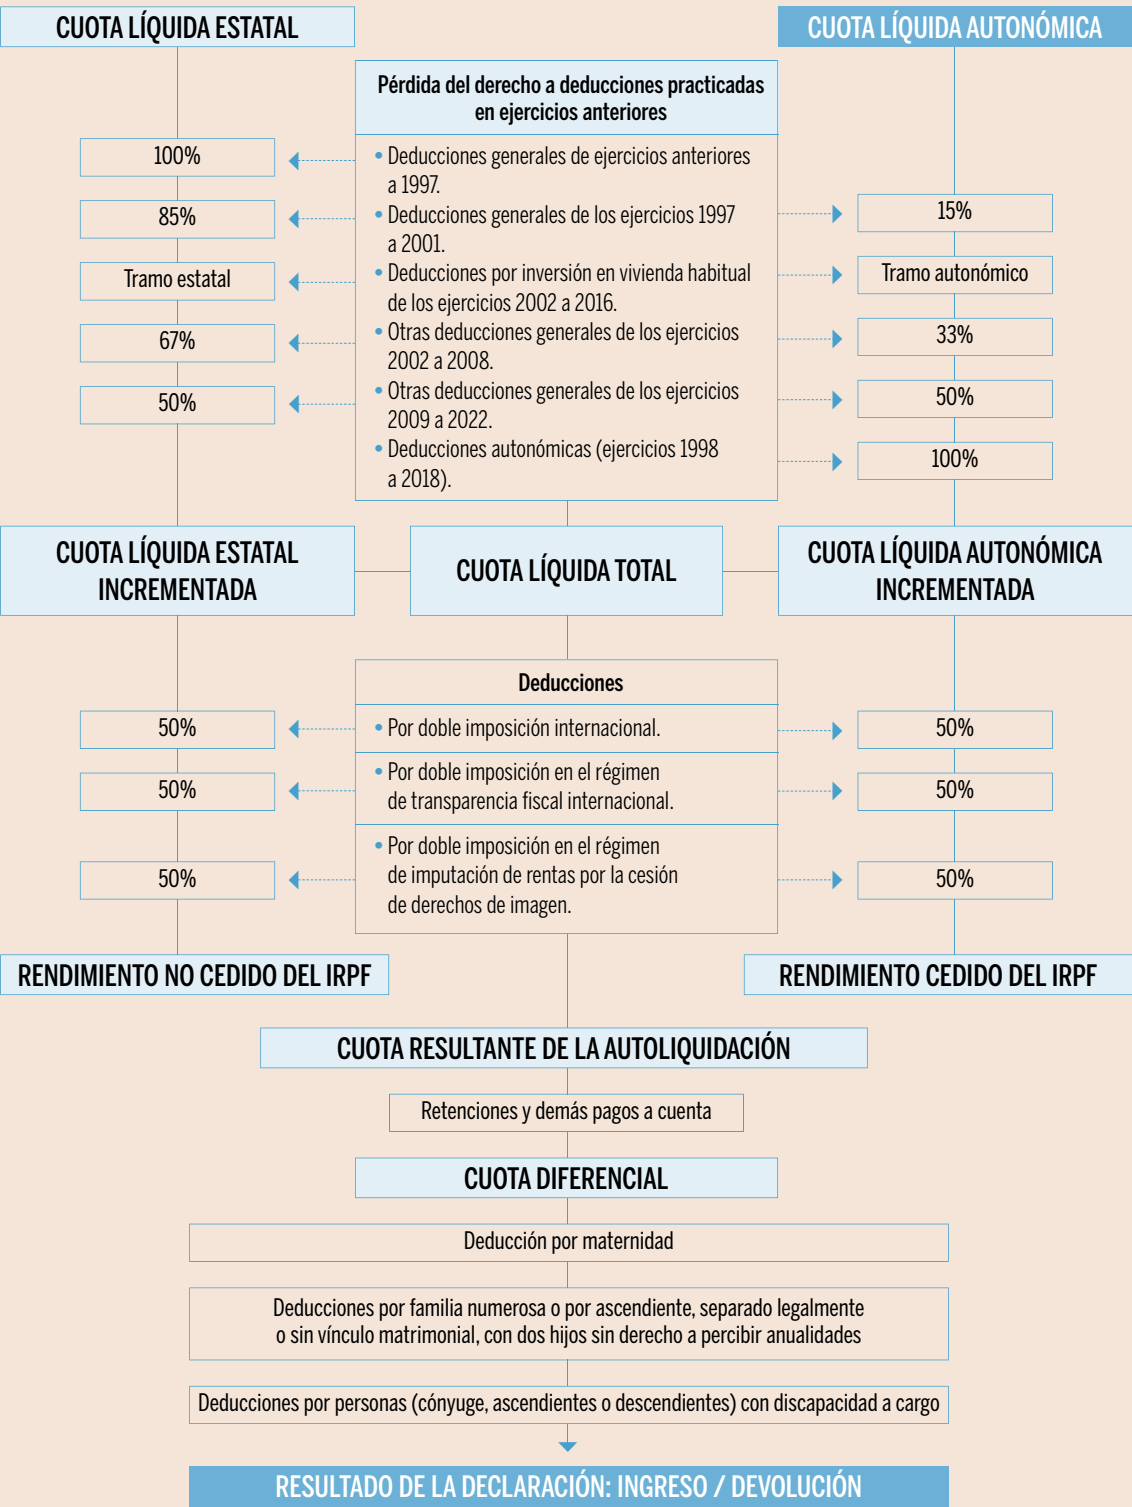 CUOTA LÍQUIDA ESTATAL
CUOTA LÍQUIDA AUTONÓMICA
Pérdida del derecho a deducciones practicadas
en ejercicios anteriores
100%
• Deducciones generales de ejercicios anteriores
a 1997.
85%
• Deducciones generales de los ejercicios 1997
a 2001.
15%
Tramo estatal
• Deducciones por inversión en vivienda habitual
de los ejercicios 2002 a 2016.
Tramo autonómico
67%
• Otras deducciones generales de los ejercicios
2002 a 2008.
33%
50%
• Otras deducciones generales de los ejercicios
2009 a 2022.
50%
• Deducciones autonómicas (ejercicios 1998
a 2018).
100%
CUOTA LÍQUIDA ESTATAL
INCREMENTADA
CUOTA LÍQUIDA TOTAL
CUOTA LÍQUIDA AUTONÓMICA
INCREMENTADA
Deducciones
50%
• Por doble imposición internacional.
50%
50%
• Por doble imposición en el régimen
de transparencia fiscal internacional.
50%
50%
• Por doble imposición en el régimen
de imputación de rentas por la cesión
de derechos de imagen.
50%
RENDIMIENTO NO CEDIDO DEL IRPF
RENDIMIENTO CEDIDO DEL IRPF
CUOTA RESULTANTE DE LA AUTOLIQUIDACIÓN
Retenciones y demás pagos a cuenta
CUOTA DIFERENCIAL
Deducción por maternidad
Deducciones por familia numerosa o por ascendiente, separado legalmente
o sin vínculo matrimonial, con dos hijos sin derecho a percibir anualidades
Deducciones por personas (cónyuge, ascendientes o descendientes) con discapacidad a cargo
RESULTADO DE LA DECLARACIÓN: INGRESO / DEVOLUCIÓN